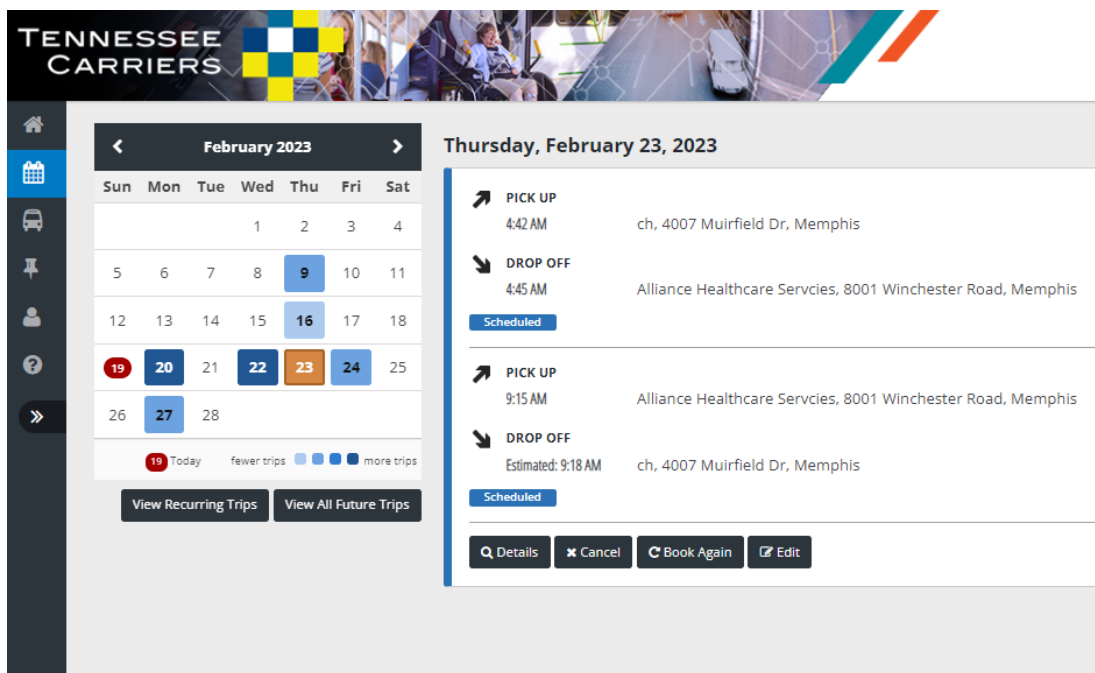 TENNESSEE
CARRIERS
February 2023
Sun Mon Tue Wed Thu Fri Sat
1 2 3 4
5 6 7 8 9 10 11
12 13 14 15 16 17 18
19 20 21 22 23 24 25
26 27 28
19 Today fewer trips more trips
View Recurring Trips View All Future Trips
Thursday, February 23, 2023
PICK UP
4:42 AM ch, 4007 Muirfield Dr, Memphis
DROP OFF
4:45 AM Alliance Healthcare Servcies, 8001 Winchester Road, Memphis
Scheduled
PICK UP
9:15 AM Alliance Healthcare Servcies, 8001 Winchester Road, Memphis
DROP OFF
Estimated: 9:18 AM ch, 4007 Muirfield Dr, Memphis
Scheduled
Details Cancel Book Again Edit